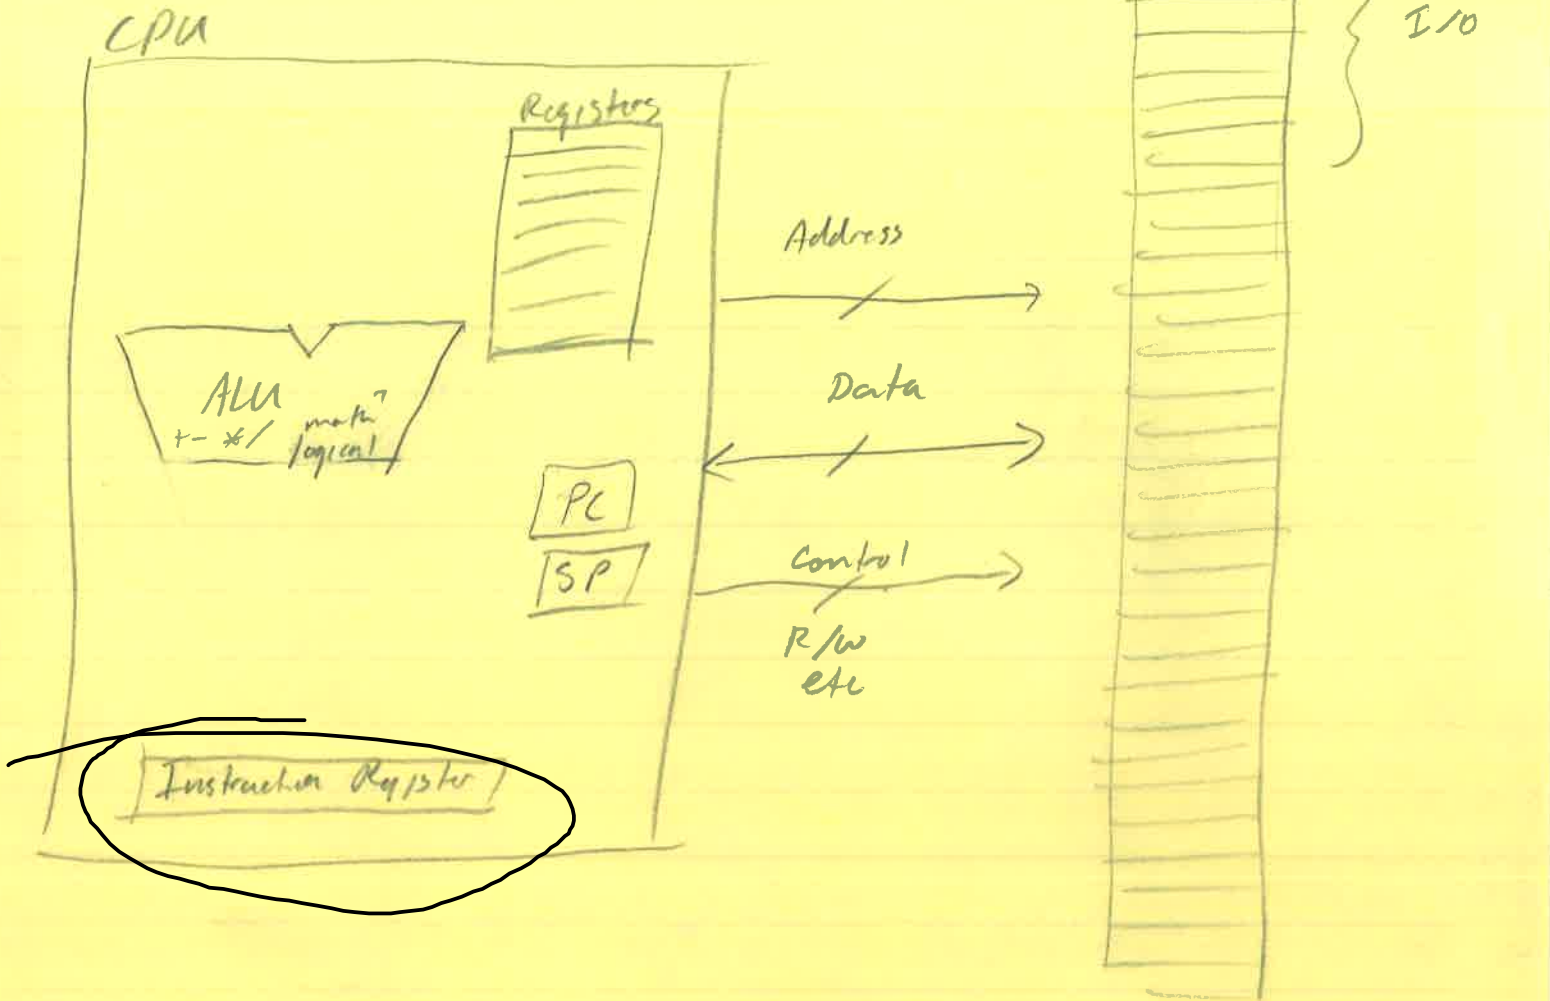 CPU
I/O
Registers
Address
ALU
+ - * / math
logical
Data
PC
SP
Control
R/W
etc
Instruction Register